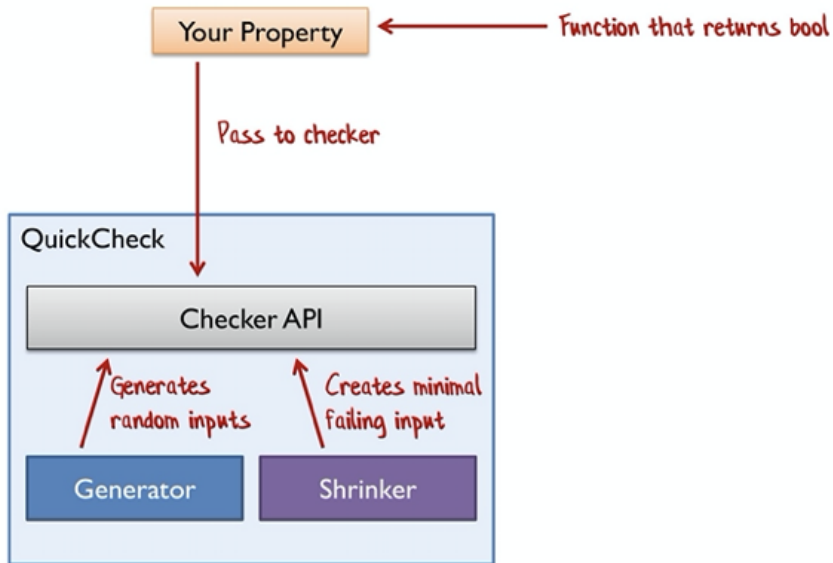 Your Property
Function that returns bool
Pass to checker
QuickCheck
Checker API
Generates
random inputs
Creates minimal
failing input
Generator
Shrinker